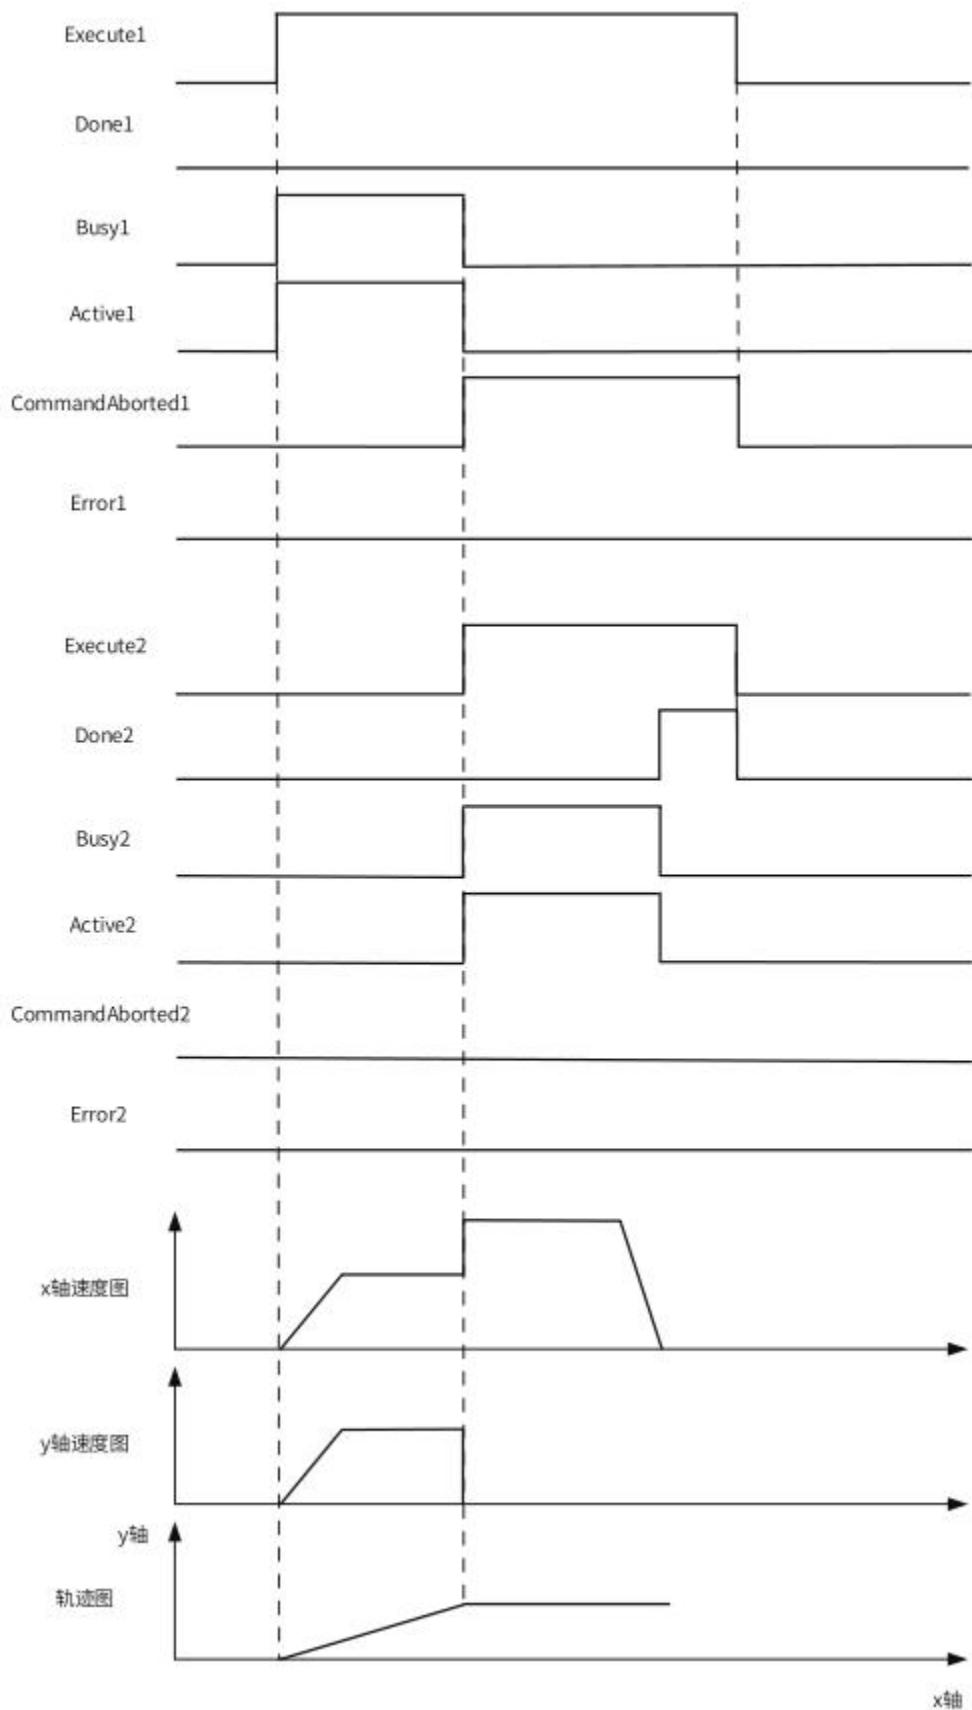 Execute1
Done1
Busy1
Active1
CommandAborted1
Error1
Execute2
Done2
Busy2
Active2
CommandAborted2
Error2
x轴速度图
y轴速度图
y轴
轨迹图
x轴